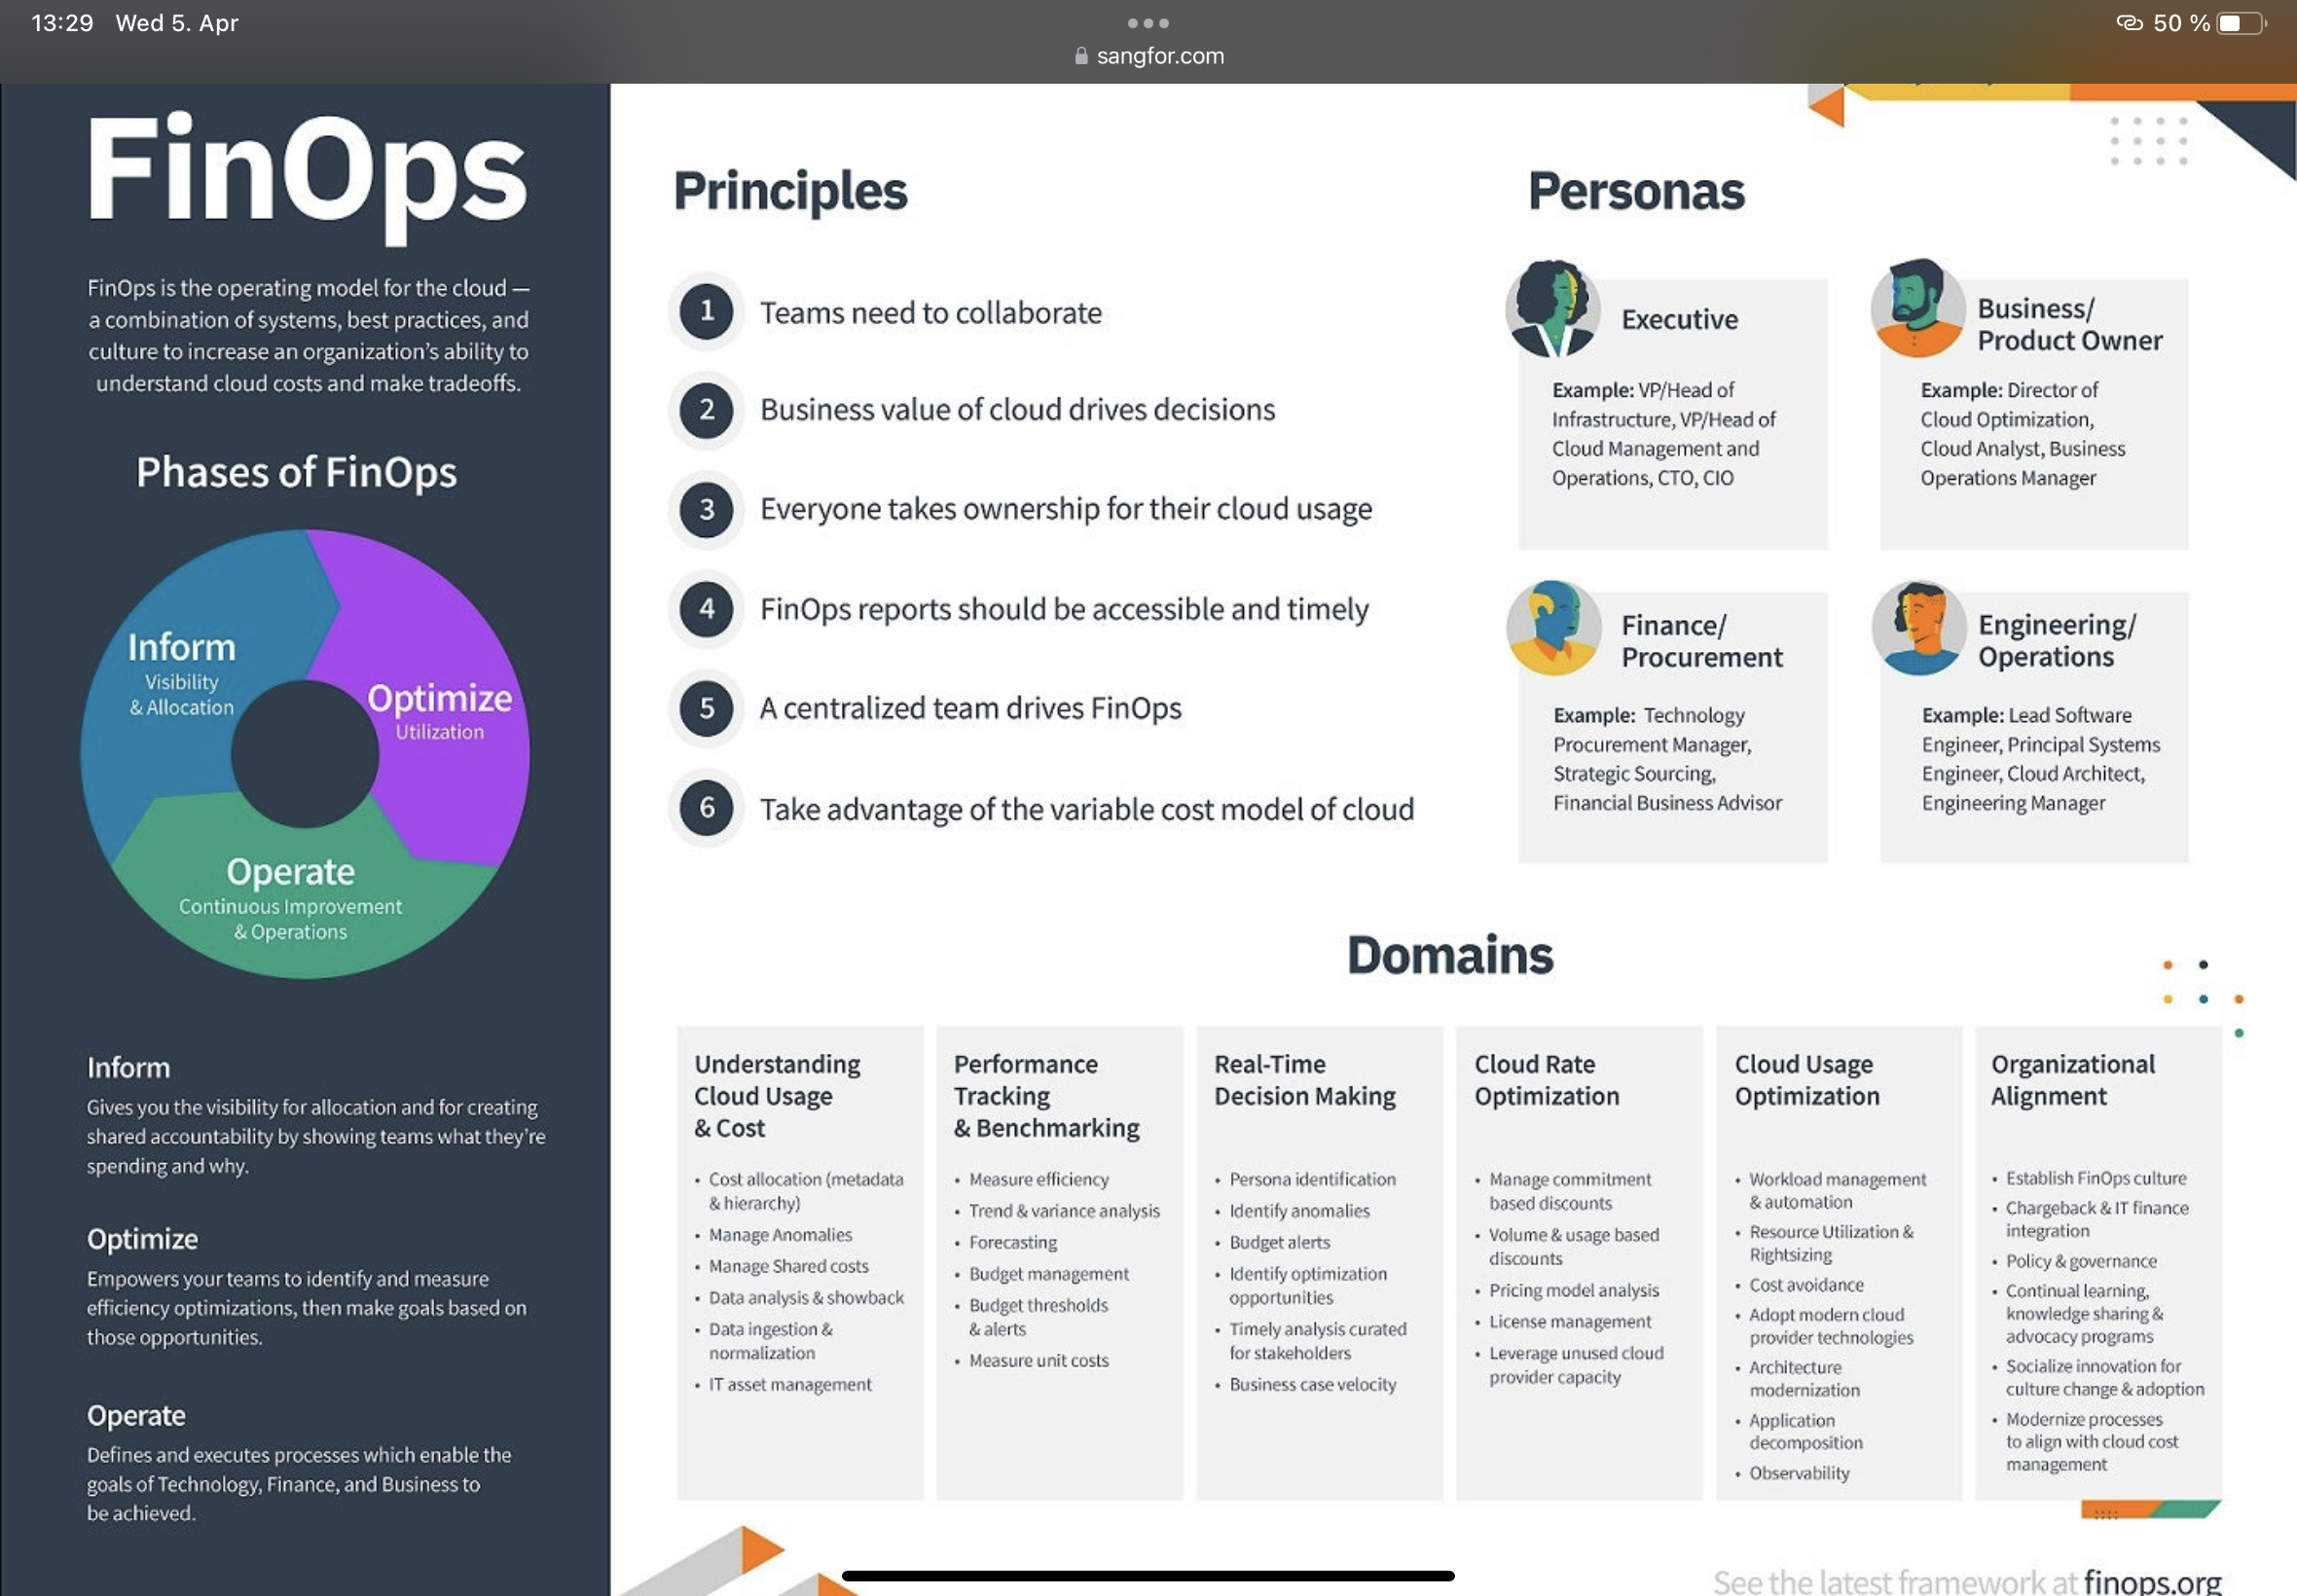 13:29 Wed 5. Apr
50 %
sangfor.com
FinOps
FinOps is the operating model for the cloud —
a combination of systems, best practices, and
culture to increase an organization's ability to
understand cloud costs and make tradeoffs.
Phases of FinOps
Inform
Visibility
& Allocation
Optimize
Utilization
Operate
Continuous Improvement
& Operations
Inform
Gives you the visibility for allocation and for creating
shared accountability by showing teams what they're
spending and why.
Optimize
Empowers your teams to identify and measure
efficiency optimizations, then make goals based on
those opportunities.
Operate
Defines and executes processes which enable the
goals of Technology, Finance, and Business to
be achieved.
Principles
1 Teams need to collaborate
2 Business value of cloud drives decisions
3 Everyone takes ownership for their cloud usage
4 FinOps reports should be accessible and timely
5 A centralized team drives FinOps
6 Take advantage of the variable cost model of cloud
Personas
Executive
Example: VP/Head of
Infrastructure, VP/Head of
Cloud Management and
Operations, CTO, CIO
Business/
Product Owner
Example: Director of
Cloud Optimization,
Cloud Analyst, Business
Operations Manager
Finance/
Procurement
Example: Technology
Procurement Manager,
Strategic Sourcing,
Financial Business Advisor
Engineering/
Operations
Example: Lead Software
Engineer, Principal Systems
Engineer, Cloud Architect,
Engineering Manager
Domains
Understanding
Cloud Usage
& Cost
• Cost allocation (metadata
& hierarchy)
• Manage Anomalies
• Manage Shared costs
• Data analysis & showback
• Data ingestion &
normalization
• IT asset management
Performance
Tracking
& Benchmarking
• Measure efficiency
• Trend & variance analysis
• Forecasting
• Budget management
• Budget thresholds
& alerts
• Measure unit costs
Real-Time
Decision Making
• Persona identification
• Identify anomalies
• Budget alerts
• Identify optimization
opportunities
• Timely analysis curated
for stakeholders
• Business case velocity
Cloud Rate
Optimization
• Manage commitment
based discounts
• Volume & usage based
discounts
• Pricing model analysis
• License management
• Leverage unused cloud
provider capacity
Cloud Usage
Optimization
• Workload management
& automation
• Resource Utilization &
Rightsizing
• Cost avoidance
• Adopt modern cloud
provider technologies
• Architecture
modernization
• Application
decomposition
• Observability
Organizational
Alignment
• Establish FinOps culture
• Chargeback & IT finance
integration
• Policy & governance
• Continual learning,
knowledge sharing &
advocacy programs
• Socialize innovation for
culture change & adoption
• Modernize processes
to align with cloud cost
management
See the latest framework at finops.org